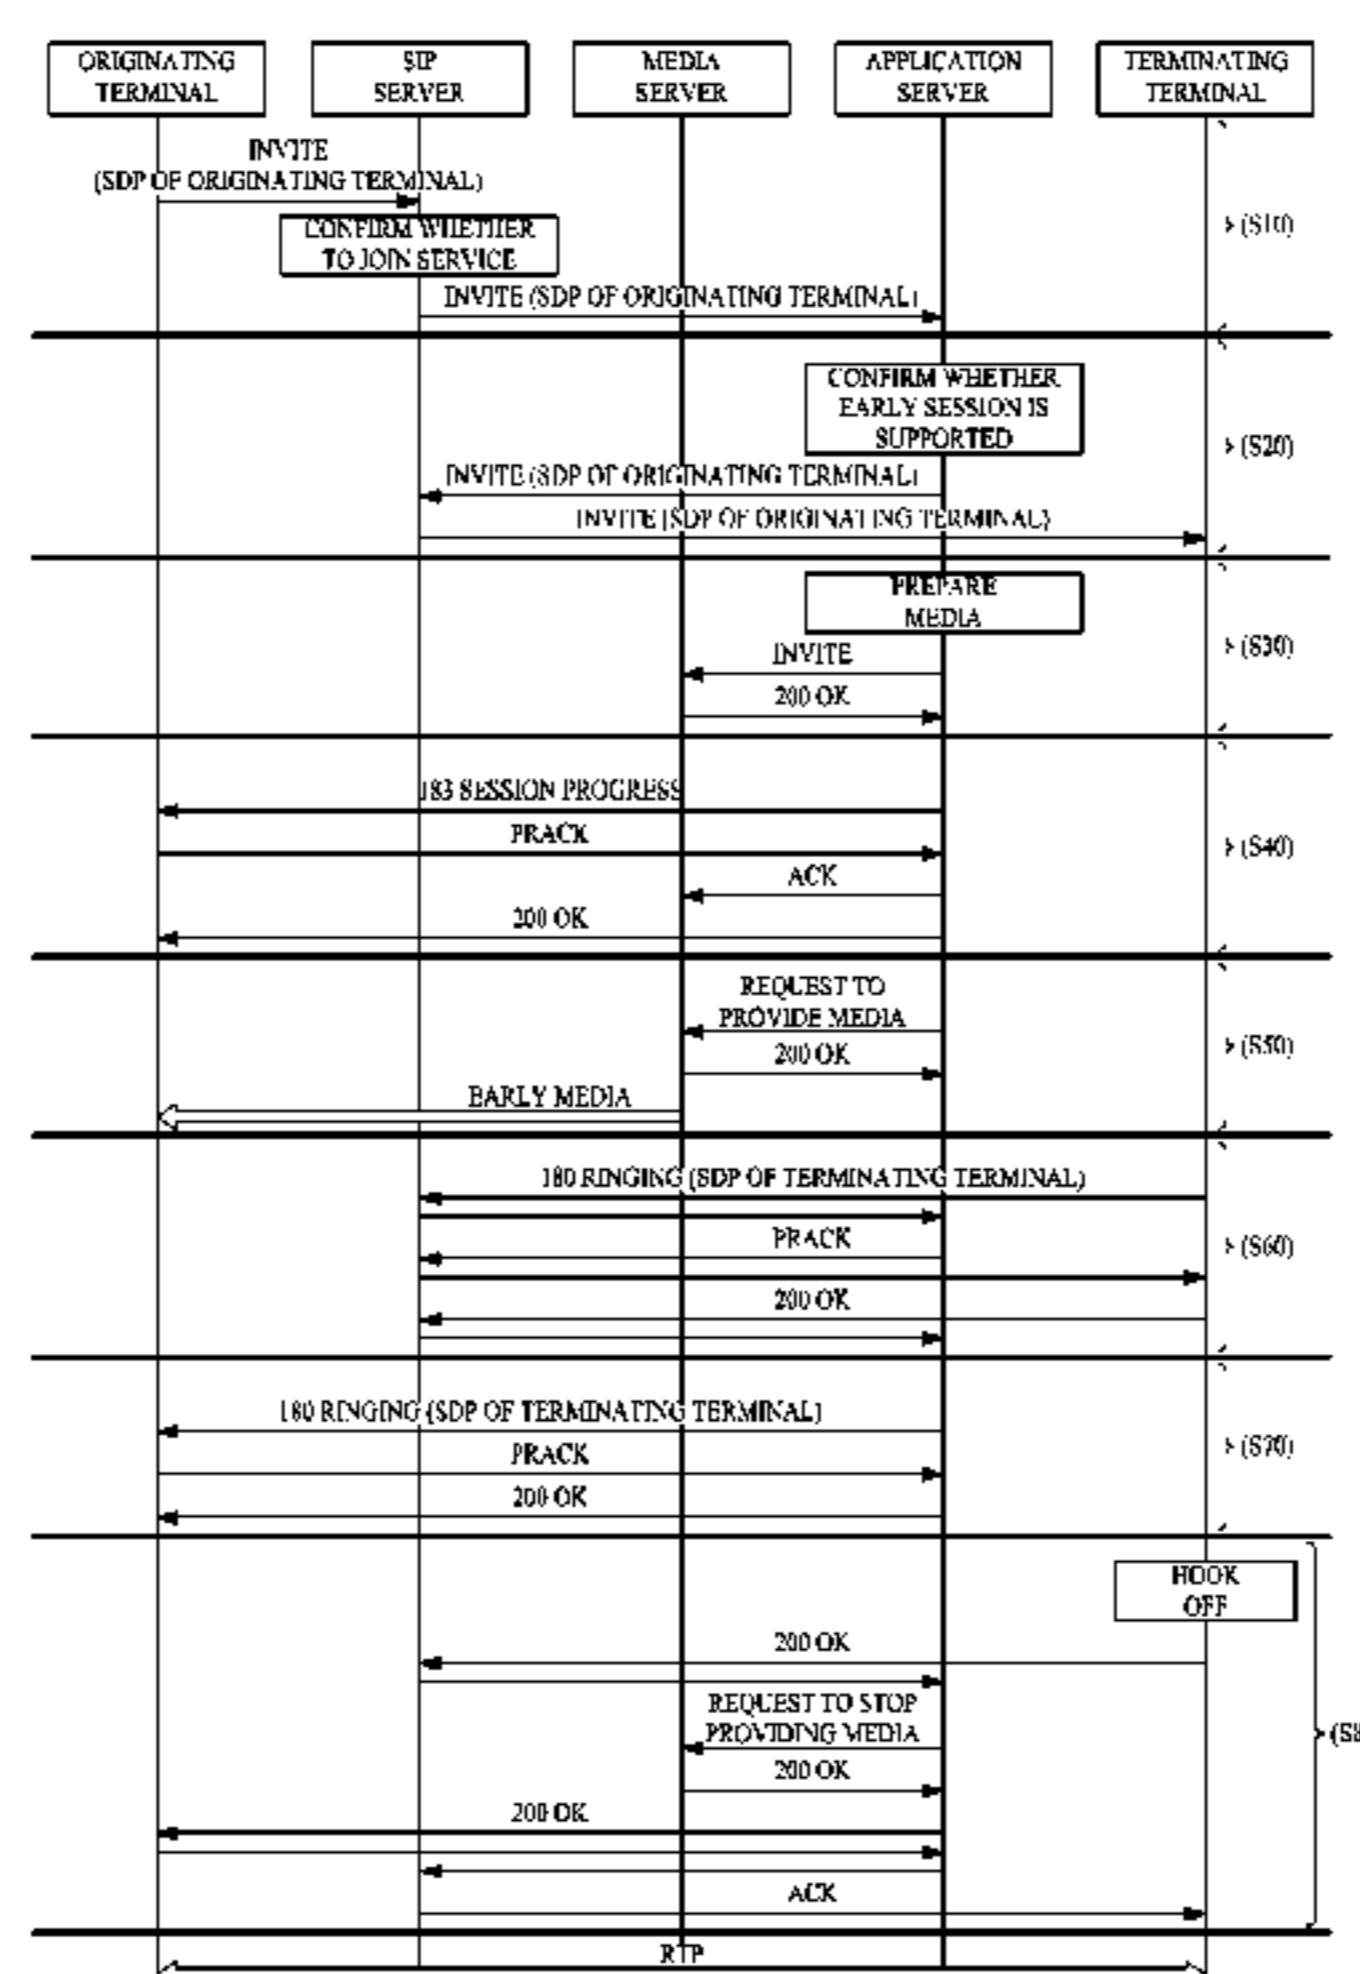 ORIGINATING
TERMINAL
SIP
SERVER
MEDIA
SERVER
APPLICATION
SERVER
TERMINATING
TERMINAL
INVITE
(SDP OF ORIGINATING TERMINAL)
CONFIRM WHETHER
TO JOIN SERVICE
INVITE (SDP OF ORIGINATING TERMINAL)
(S10)
CONFIRM WHETHER
EARLY SESSION IS
SUPPORTED
INVITE (SDP OF ORIGINATING TERMINAL)
INVITE (SDP OF ORIGINATING TERMINAL)
(S20)
PREPARE
MEDIA
INVITE
200 OK
(S30)
183 SESSION PROGRESS
PRACK
ACK
200 OK
(S40)
REQUEST TO
PROVIDE MEDIA
200 OK
EARLY MEDIA
(S50)
180 RINGING (SDP OF TERMINATING TERMINAL)
PRACK
200 OK
(S60)
180 RINGING (SDP OF TERMINATING TERMINAL)
PRACK
200 OK
(S70)
HOOK
OFF
200 OK
REQUEST TO STOP
PROVIDING MEDIA
200 OK
200 OK
ACK
(S8
RTP